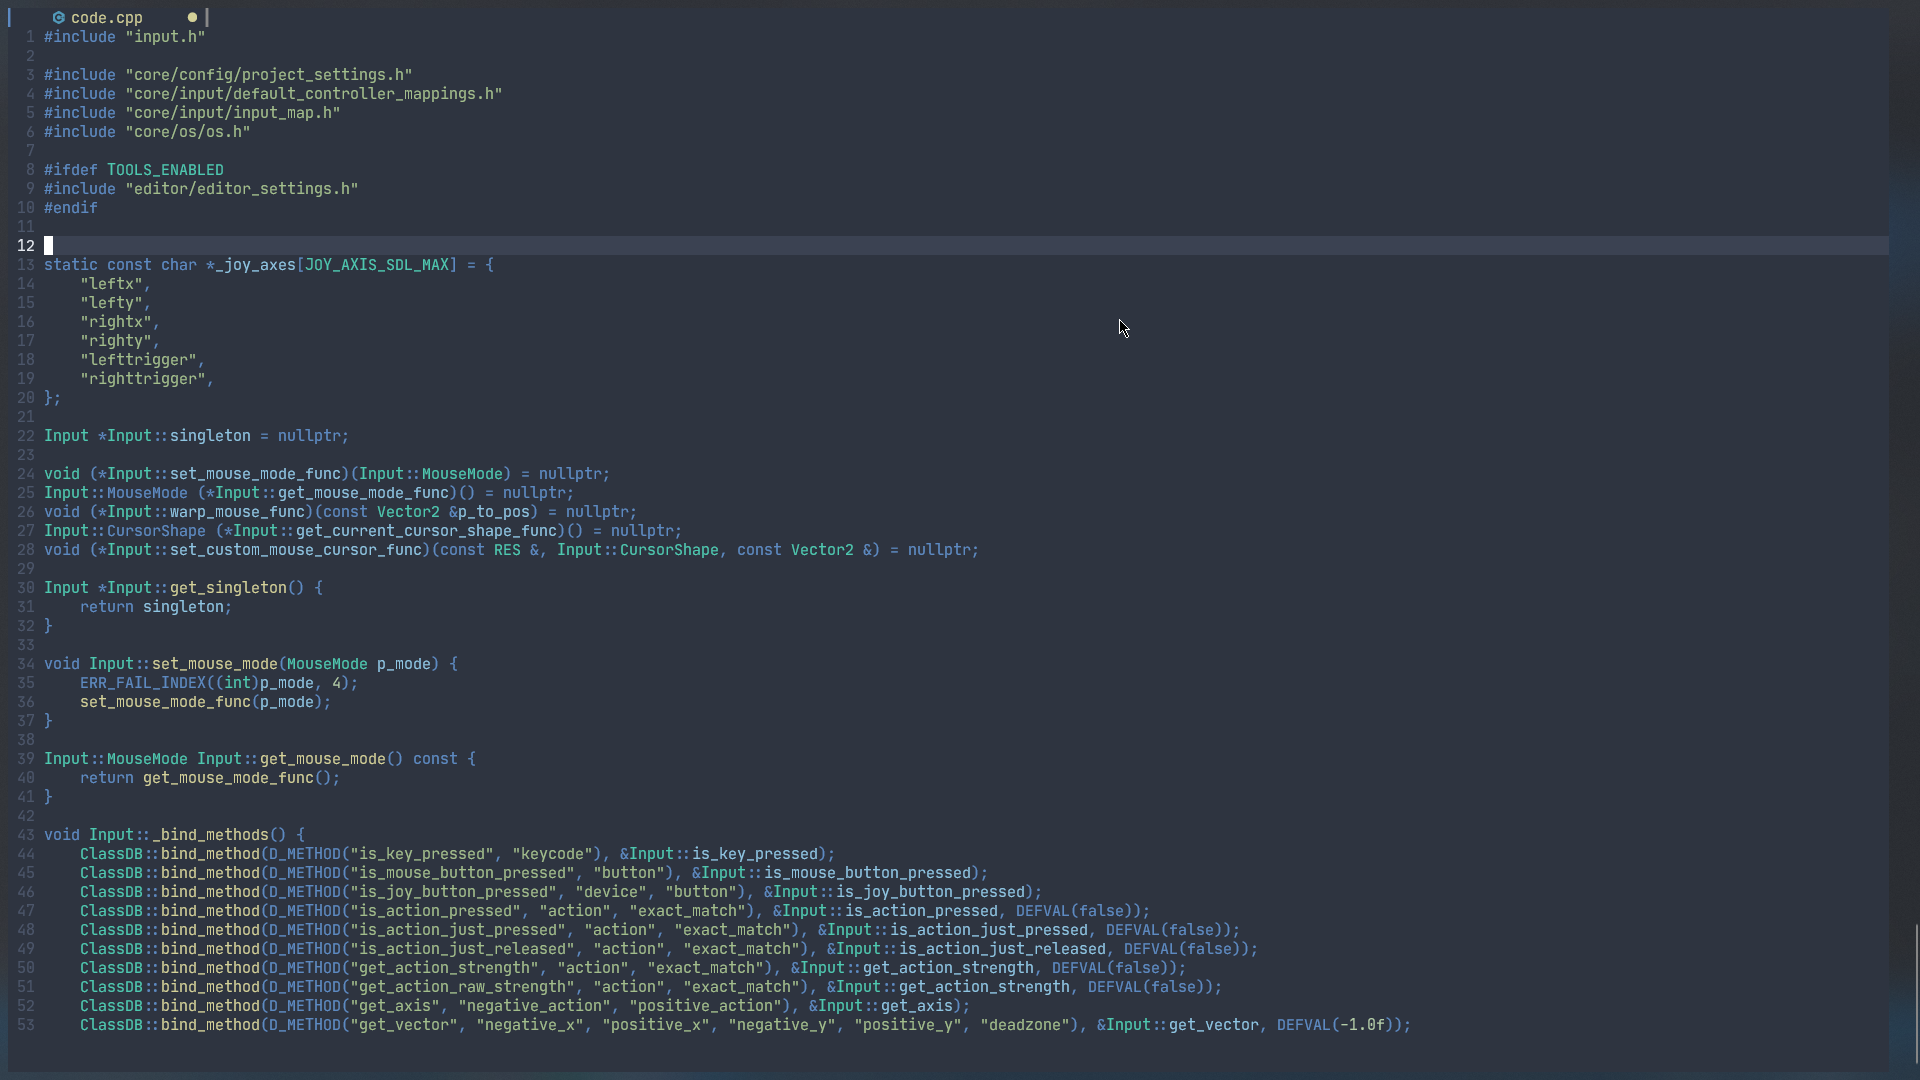 code.cpp
1 #include "input.h"
2
3 #include "core/config/project_settings.h"
4 #include "core/input/default_controller_mappings.h"
5 #include "core/input/input_map.h"
6 #include "core/os/os.h"
7
8 #ifdef TOOLS_ENABLED
9 #include "editor/editor_settings.h"
10 #endif
11
12
13 static const char *_joy_axes[JOY_AXIS_SDL_MAX] = {
14     "leftx",
15     "lefty",
16     "rightx",
17     "righty",
18     "lefttrigger",
19     "righttrigger",
20 };
21
22 Input *Input::singleton = nullptr;
23
24 void (*Input::set_mouse_mode_func)(Input::MouseMode) = nullptr;
25 Input::MouseMode (*Input::get_mouse_mode_func)() = nullptr;
26 void (*Input::warp_mouse_func)(const Vector2 &p_to_pos) = nullptr;
27 Input::CursorShape (*Input::get_current_cursor_shape_func)() = nullptr;
28 void (*Input::set_custom_mouse_cursor_func)(const RES &, Input::CursorShape, const Vector2 &) = nullptr;
29
30 Input *Input::get_singleton() {
31     return singleton;
32 }
33
34 void Input::set_mouse_mode(MouseMode p_mode) {
35     ERR_FAIL_INDEX((int)p_mode, 4);
36     set_mouse_mode_func(p_mode);
37 }
38
39 Input::MouseMode Input::get_mouse_mode() const {
40     return get_mouse_mode_func();
41 }
42
43 void Input::_bind_methods() {
44     ClassDB::bind_method(D_METHOD("is_key_pressed", "keycode"), &Input::is_key_pressed);
45     ClassDB::bind_method(D_METHOD("is_mouse_button_pressed", "button"), &Input::is_mouse_button_pressed);
46     ClassDB::bind_method(D_METHOD("is_joy_button_pressed", "device", "button"), &Input::is_joy_button_pressed);
47     ClassDB::bind_method(D_METHOD("is_action_pressed", "action", "exact_match"), &Input::is_action_pressed, DEFVAL(false));
48     ClassDB::bind_method(D_METHOD("is_action_just_pressed", "action", "exact_match"), &Input::is_action_just_pressed, DEFVAL(false));
49     ClassDB::bind_method(D_METHOD("is_action_just_released", "action", "exact_match"), &Input::is_action_just_released, DEFVAL(false));
50     ClassDB::bind_method(D_METHOD("get_action_strength", "action", "exact_match"), &Input::get_action_strength, DEFVAL(false));
51     ClassDB::bind_method(D_METHOD("get_action_raw_strength", "action", "exact_match"), &Input::get_action_strength, DEFVAL(false));
52     ClassDB::bind_method(D_METHOD("get_axis", "negative_action", "positive_action"), &Input::get_axis);
53     ClassDB::bind_method(D_METHOD("get_vector", "negative_x", "positive_x", "negative_y", "positive_y", "deadzone"), &Input::get_vector, DEFVAL(-1.0f));